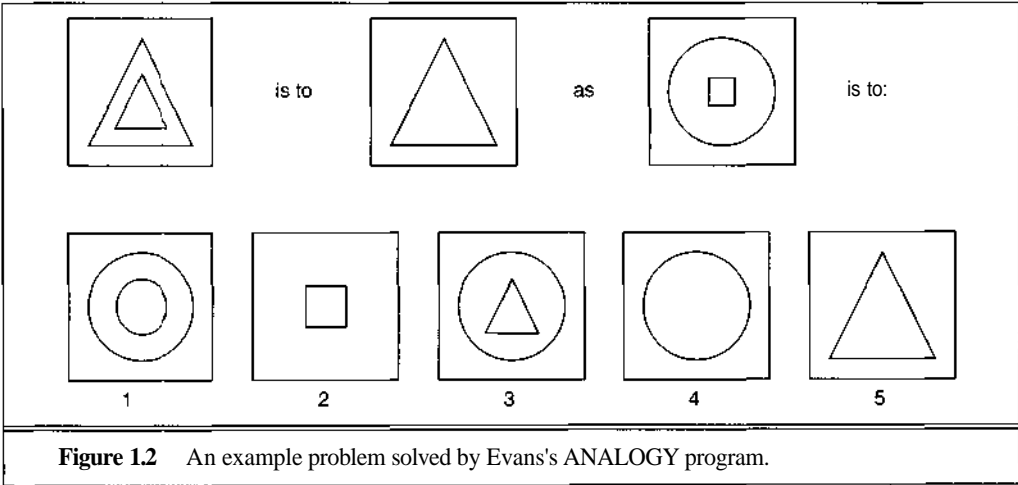 is to as is to:
1 2 3 4 5
Figure 1.2 An example problem solved by Evans's ANALOGY program.